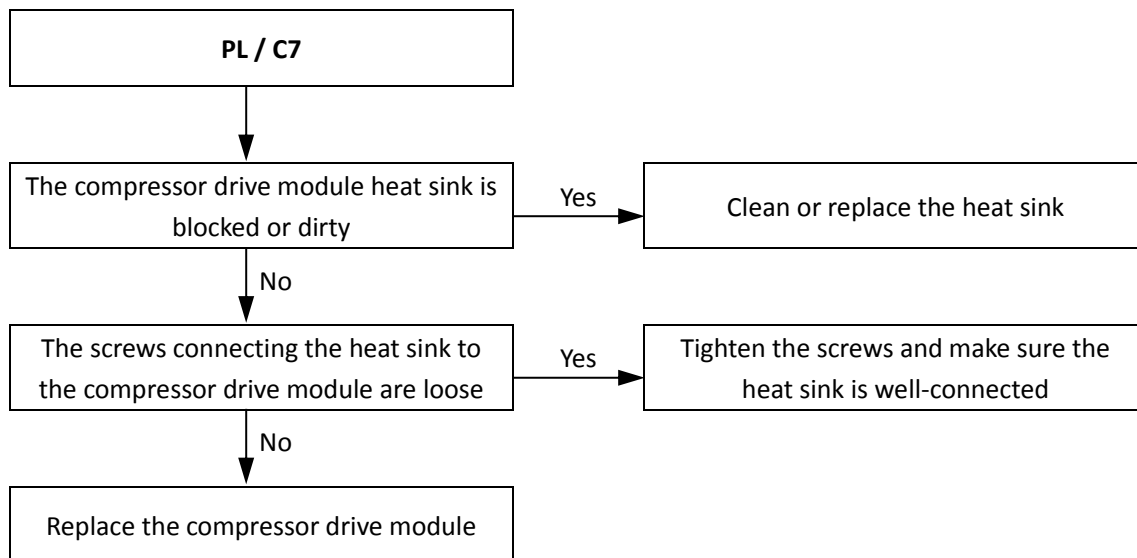 PL / C7
The compressor drive module heat sink is
blocked or dirty
Yes
Clean or replace the heat sink
No
The screws connecting the heat sink to
the compressor drive module are loose
Yes
Tighten the screws and make sure the
heat sink is well-connected
No
Replace the compressor drive module